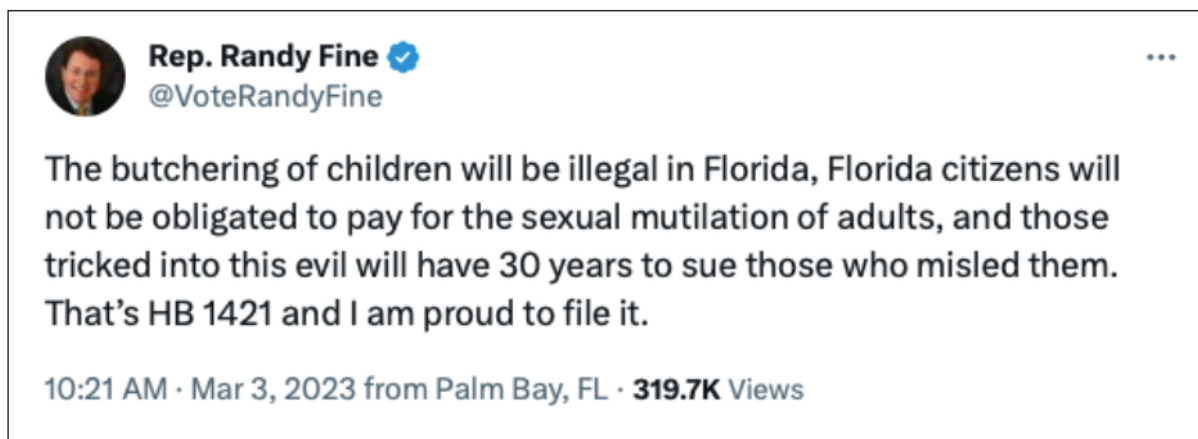 Rep. Randy Fine
@VoteRandyFine
The butchering of children will be illegal in Florida, Florida citizens will
not be obligated to pay for the sexual mutilation of adults, and those
tricked into this evil will have 30 years to sue those who misled them.
That’s HB 1421 and I am proud to file it.
10:21 AM · Mar 3, 2023 from Palm Bay, FL · 319.7K Views